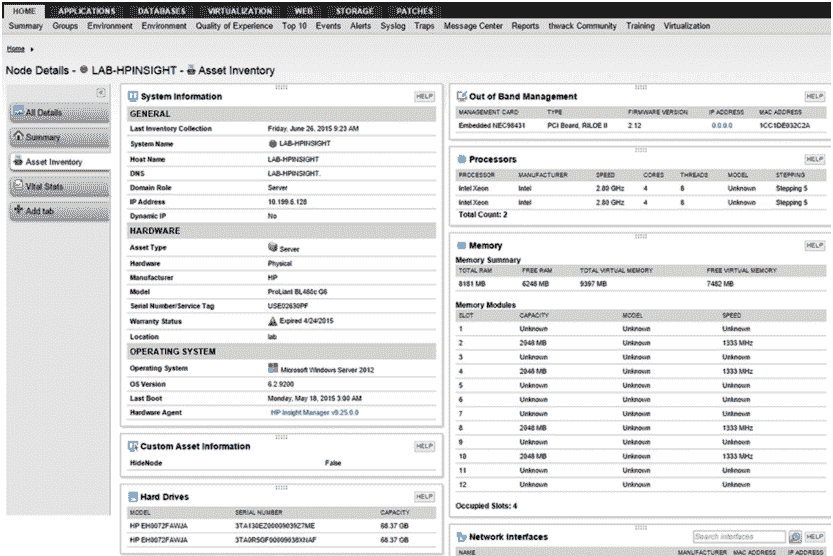 HOME APPLICATIONS DATABASES VIRTUALIZATION WEB STORAGE PATCHES
Summary Groups Environment Environment Quality of Experience Top 10 Events Alerts Syslog Traps Message Center Reports thwack Community Training Virtualization
Home
Node Details - LAB-HPINSIGHT - Asset Inventory
All Details
Summary
Asset Inventory
Vital Stats
Add tab
System Information HELP
GENERAL
Last Inventory Collection Friday, June 26, 2015 9:23 AM
System Name LAB-HPINSIGHT
Host Name LAB-HPINSIGHT
DNS LAB-HPINSIGHT.
Domain Role Server
IP Address 10.199.6.128
Dynamic IP No
HARDWARE
Asset Type Server
Hardware Physical
Manufacturer HP
Model ProLiant BL460c G6
Serial Number/Service Tag USE02630PF
Warranty Status Expired 4/24/2015
Location lab
OPERATING SYSTEM
Operating System Microsoft Windows Server 2012
OS Version 6.2.9200
Last Boot Monday, May 18, 2015 3:00 AM
Hardware Agent HP Insight Manager v9.25.0.0
Custom Asset Information HELP
HideNode False
Hard Drives HELP
MODEL SERIAL NUMBER CAPACITY
HP EH0072FAWJA 68.37 GB
HP EH0072FAWJA 68.37 GB
Out of Band Management HELP
MANAGEMENT CARD TYPE FIRMWARE VERSION IP ADDRESS MAC ADDRESS
Embedded NEC98431 PCI Board, RILOE II 2.12 0.0.0.0 1CC1DE032C2A
Processors HELP
PROCESSOR MANUFACTURER SPEED CORES THREADS MODEL STEPPING
Intel Xeon Intel 2.80 GHz 4 8 Unknown Stepping 5
Intel Xeon Intel 2.80 GHz 4 8 Unknown Stepping 5
Total Count: 2
Memory HELP
Memory Summary
TOTAL RAM FREE RAM TOTAL VIRTUAL MEMORY FREE VIRTUAL MEMORY
8181 MB 6248 MB 9397 MB 7482 MB
Memory Modules
SLOT CAPACITY MODEL SPEED
1 Unknown Unknown Unknown
2 2048 MB Unknown 1333 MHz
3 Unknown Unknown Unknown
4 2048 MB Unknown 1333 MHz
5 Unknown Unknown Unknown
6 Unknown Unknown Unknown
7 Unknown Unknown Unknown
8 2048 MB Unknown 1333 MHz
9 Unknown Unknown Unknown
10 2048 MB Unknown 1333 MHz
11 Unknown Unknown Unknown
12 Unknown Unknown Unknown
Occupied Slots: 4
Network Interfaces Search interfaces HELP
NAME MANUFACTURER MAC ADDRESS IP ADDRESS